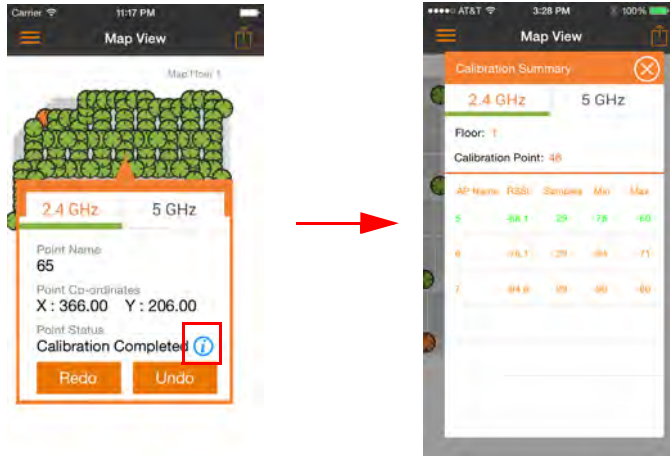 Carrier 11:17 PM
Map View
Map Floor 1
2.4 GHz 5 GHz
Point Name
65
Point Co-ordinates
X : 366.00 Y : 206.00
Point Status
Calibration Completed i
Redo Undo
AT&T 3:28 PM 100%
Map View
Calibration Summary
2.4 GHz 5 GHz
Floor: 1
Calibration Point: 46
AP Name RSSI Samples Min Max
5 -68.1 29 -78 -60
6 -76.1 29 -84 -71
7 -84.6 89 -90 -80